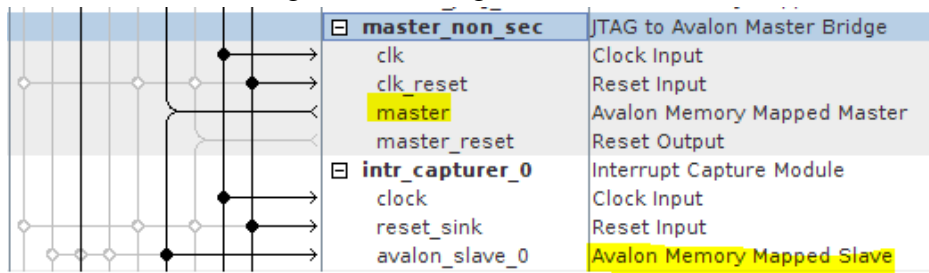 master_non_sec JTAG to Avalon Master Bridge
clk Clock Input
clk_reset Reset Input
master Avalon Memory Mapped Master
master_reset Reset Output
intr_capturer_0 Interrupt Capture Module
clock Clock Input
reset_sink Reset Input
avalon_slave_0 Avalon Memory Mapped Slave